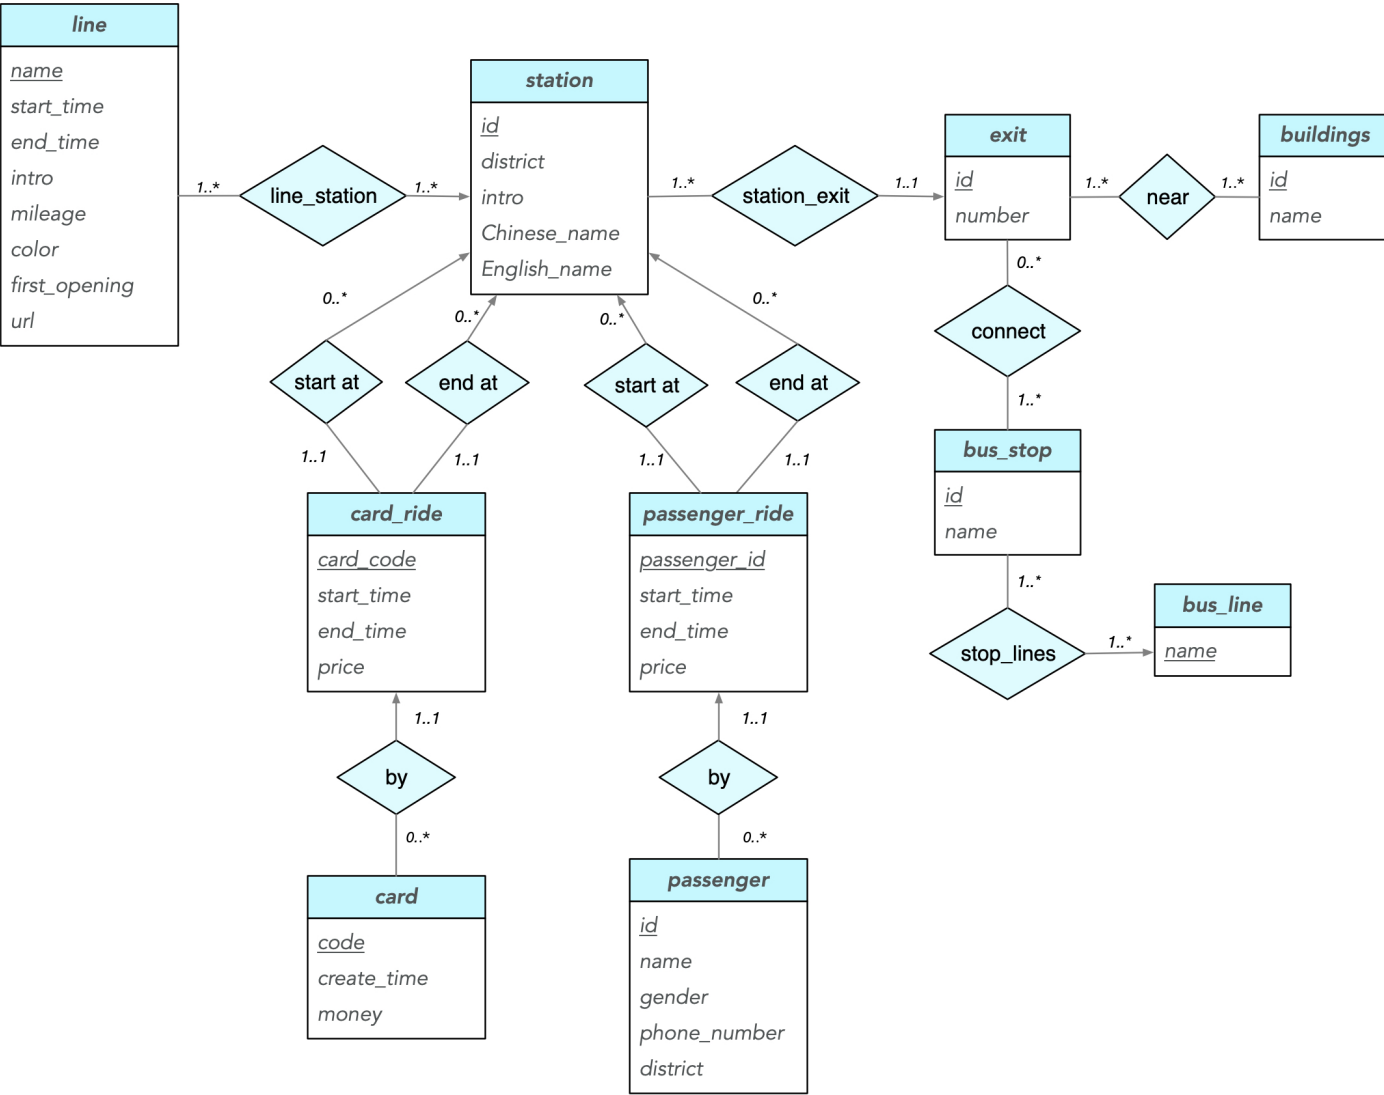 line
name
start_time
end_time
intro
mileage
color
first_opening
url
1..*
line_station
1..*
station
id
district
intro
Chinese_name
English_name
1..*
station_exit
1..1
exit
id
number
1..*
near
1..*
buildings
id
name
0..*
0..*
0..*
0..*
start at
end at
start at
end at
1..1
1..1
1..1
1..1
0..*
connect
1..*
bus_stop
id
name
1..*
stop_lines
1..*
bus_line
name
card_ride
card_code
start_time
end_time
price
1..1
by
0..*
card
code
create_time
money
passenger_ride
passenger_id
start_time
end_time
price
1..1
by
0..*
passenger
id
name
gender
phone_number
district